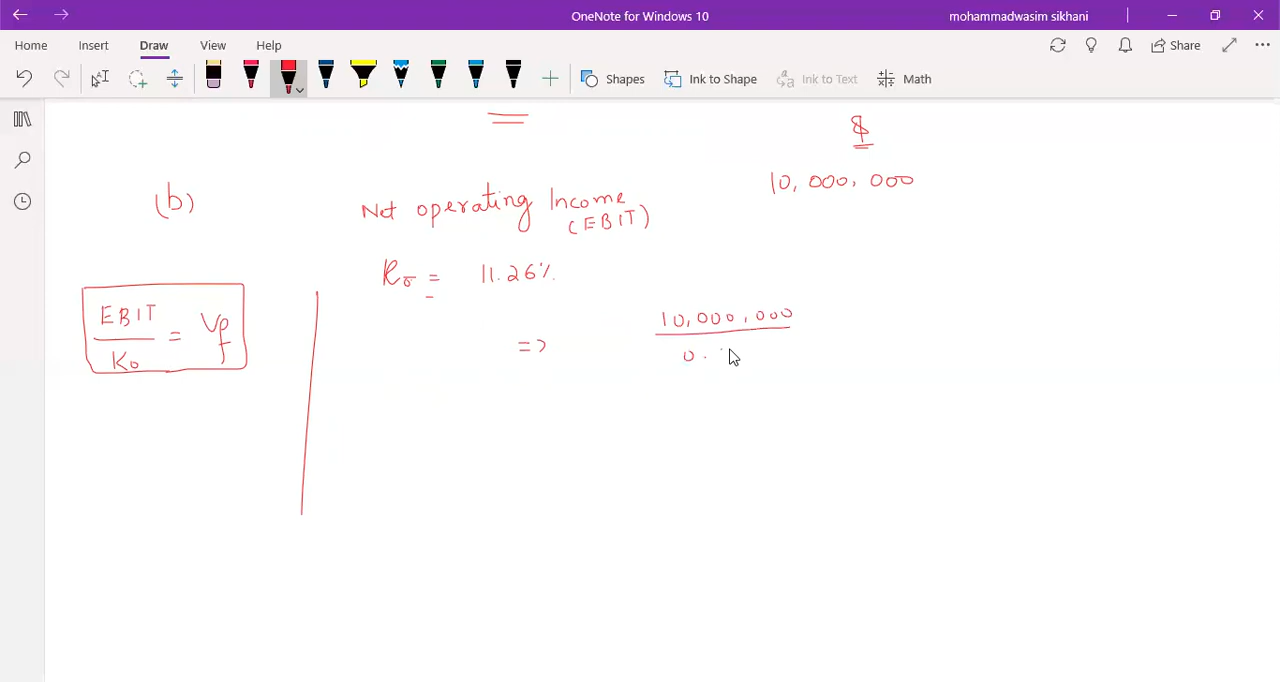 OneNote for Windows 10
mohammadwasim sikhani
Home Insert Draw View Help
Share
Shapes
Ink to Shape
Ink to Text
Math
$
10,000,000
(b)
Net operating Income
(EBIT)
= 11.26%
EBIT
Ko
= Vf
=>
10,000,000
0.